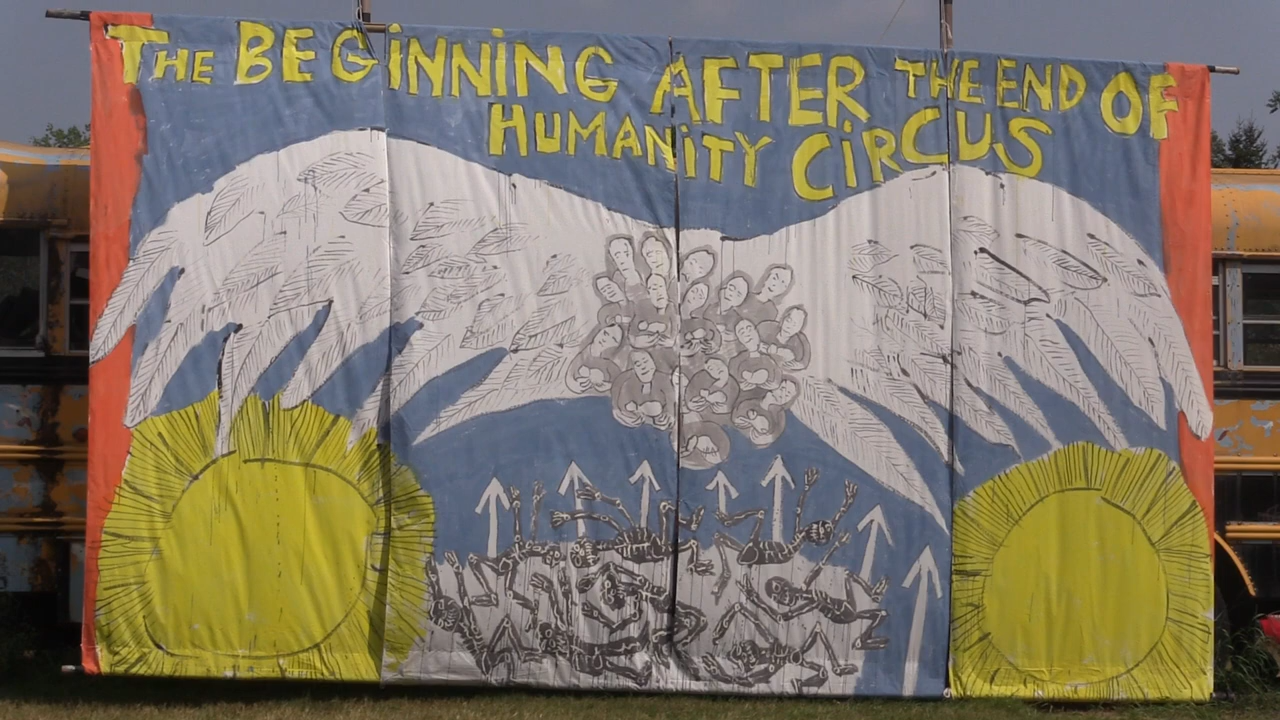 THE BEGiNNiNG AFTER THE END OF
HUMANiTY CiRCUS